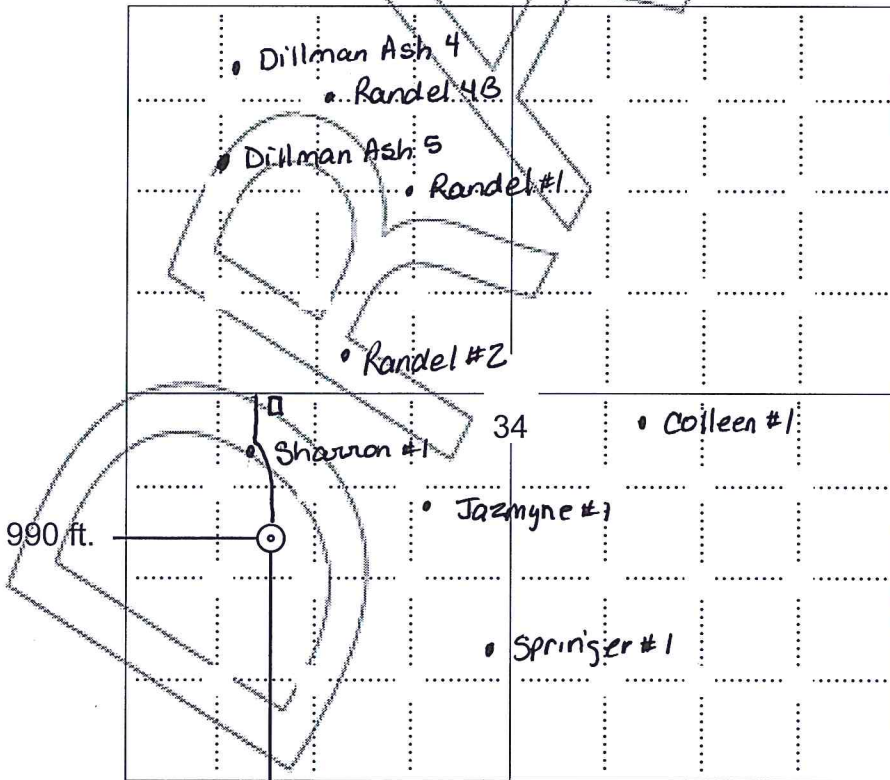 Dillman Ash 4
Randel 4B
Dillman Ash 5
Randel #1
Randel #2
34
Colleen #1
Sharron #1
Jazmyne #1
990 ft.
Springer #1